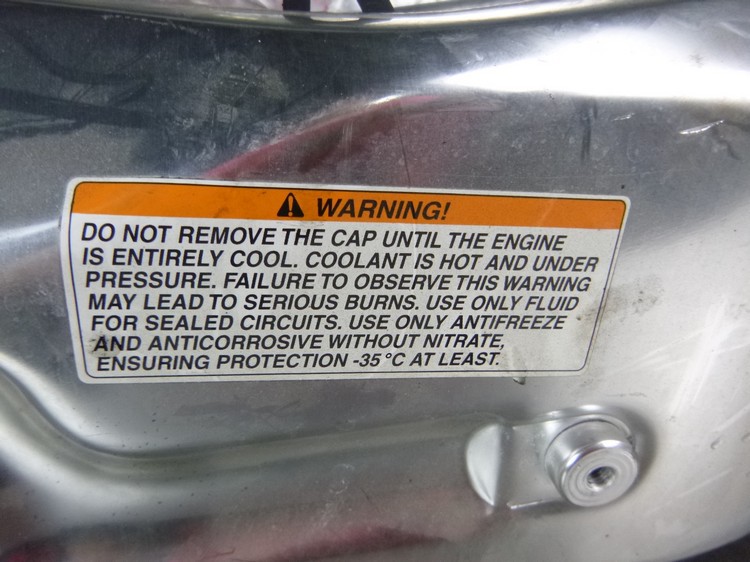 WARNING!
DO NOT REMOVE THE CAP UNTIL THE ENGINE
IS ENTIRELY COOL. COOLANT IS HOT AND UNDER
PRESSURE. FAILURE TO OBSERVE THIS WARNING
MAY LEAD TO SERIOUS BURNS. USE ONLY FLUID
FOR SEALED CIRCUITS. USE ONLY ANTIFREEZE
AND ANTICORROSIVE WITHOUT NITRATE,
ENSURING PROTECTION -35°C AT LEAST.